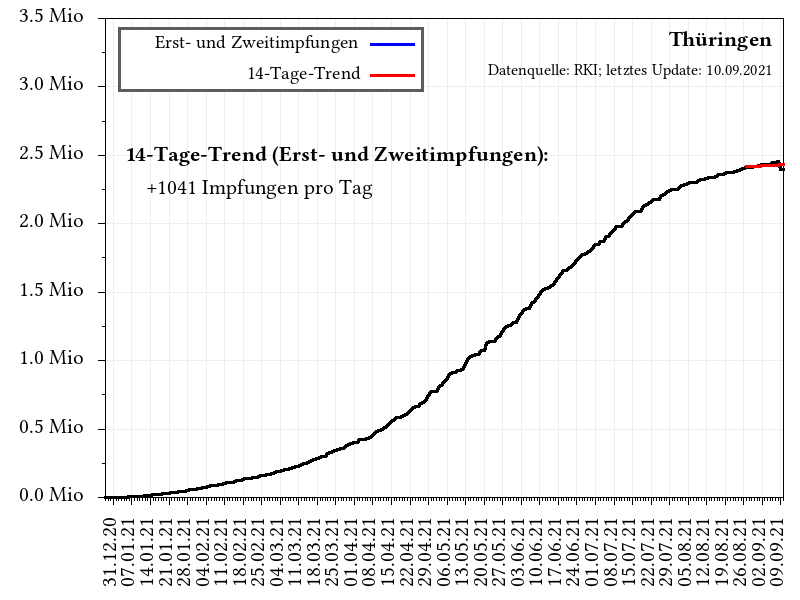 3.5 Mio
3.0 Mio
2.5 Mio
2.0 Mio
1.5 Mio
1.0 Mio
0.5 Mio
0.0 Mio
Erst- und Zweitimpfungen
14-Tage-Trend
Thüringen
Datenquelle: RKI; letztes Update: 10.09.2021
14-Tage-Trend (Erst- und Zweitimpfungen):
+1041 Impfungen pro Tag
31.12.20
07.01.21
14.01.21
21.01.21
28.01.21
04.02.21
11.02.21
18.02.21
25.02.21
04.03.21
11.03.21
18.03.21
25.03.21
01.04.21
08.04.21
15.04.21
22.04.21
29.04.21
06.05.21
13.05.21
20.05.21
27.05.21
03.06.21
10.06.21
17.06.21
24.06.21
01.07.21
08.07.21
15.07.21
22.07.21
29.07.21
05.08.21
12.08.21
19.08.21
26.08.21
02.09.21
09.09.21